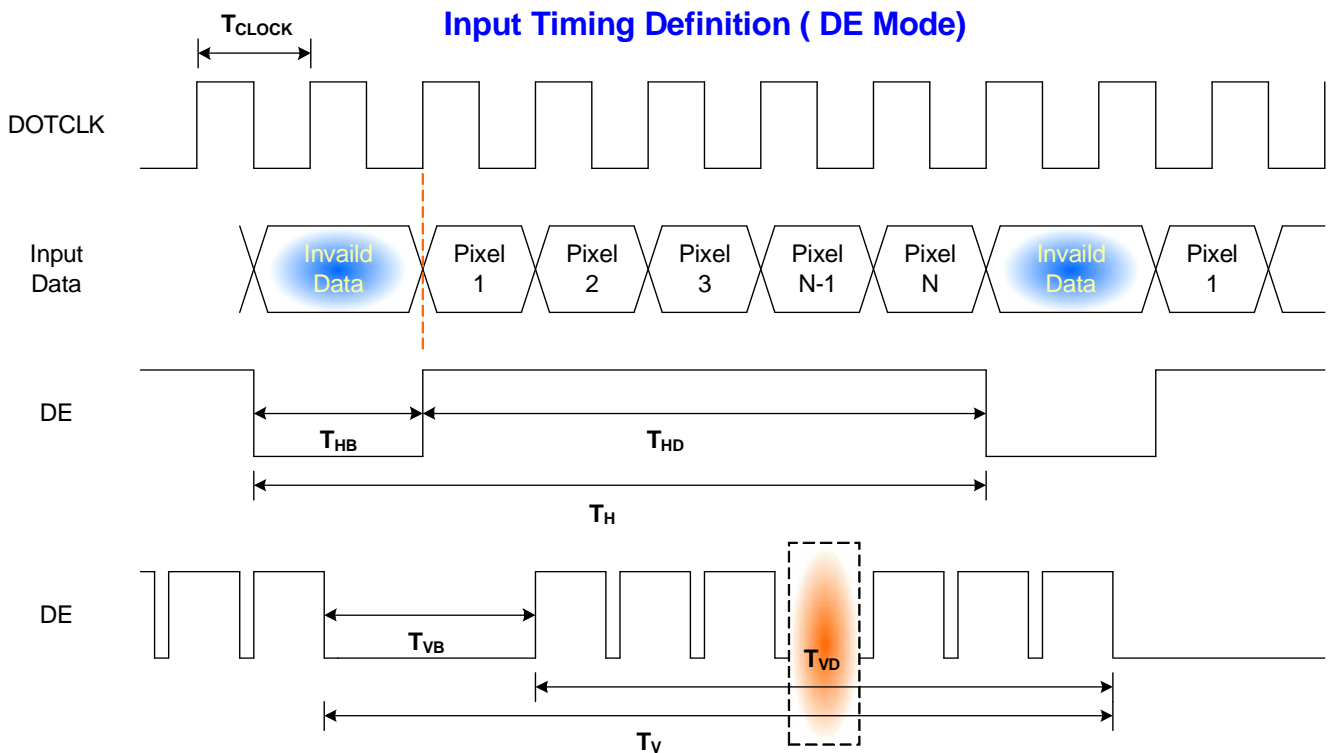 Input Timing Definition ( DE Mode)
TCLOCK
DOTCLK
Input
Data
Invaild
Data
Pixel
1
Pixel
2
Pixel
3
Pixel
N-1
Pixel
N
Invaild
Data
Pixel
1
DE
THB
THD
TH
DE
TVB
TVD
TV